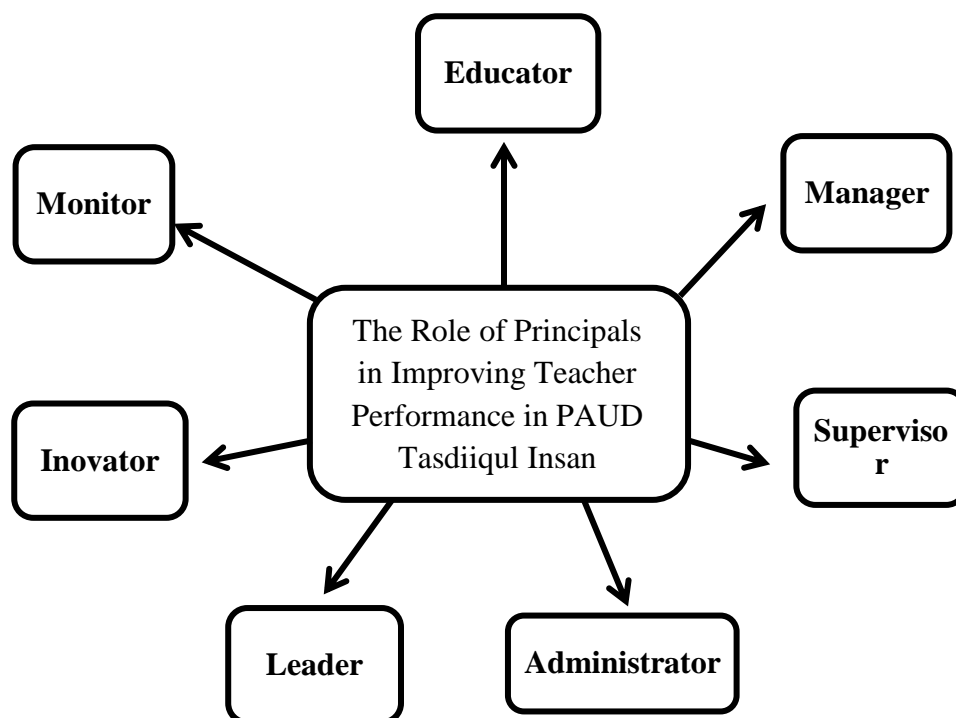 Educator
Monitor
Manager
The Role of Principals
in Improving Teacher
Performance in PAUD
Tasdiiqul Insan
Inovator
Superviso
r
Leader
Administrator